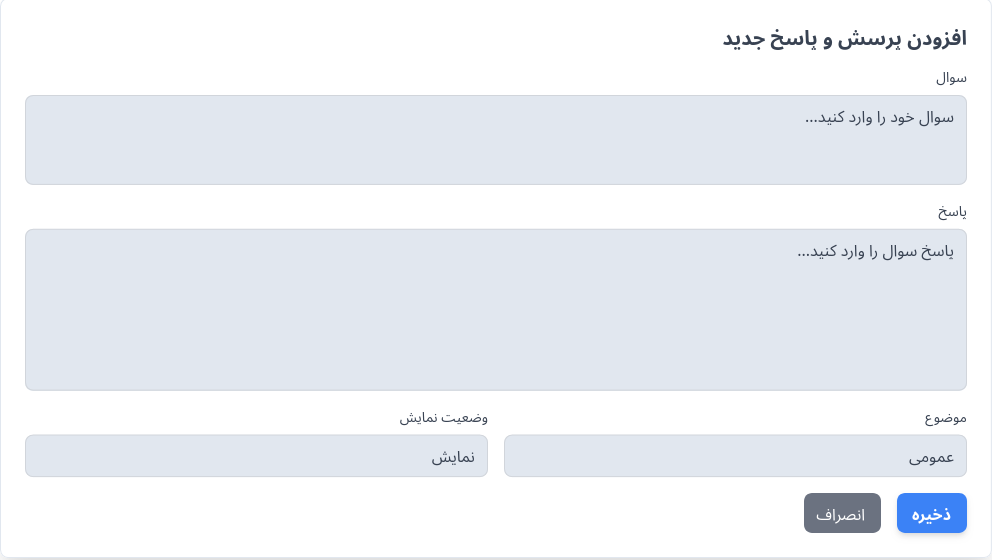 افزودن پرسش و پاسخ جدید
سوال
سوال خود را وارد کنید...
پاسخ
پاسخ سوال را وارد کنید...
موضوع
وضعیت نمایش
عمومی
نمایش
ذخیره
انصراف